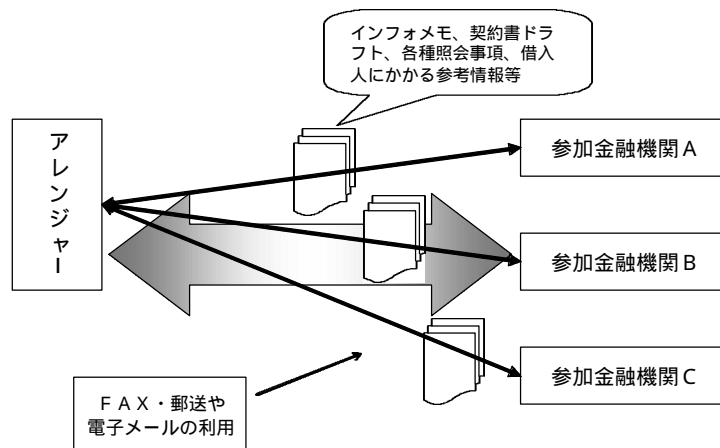 インフォメモ、契約書ドラ
フト、各種照会事項、借入
人にかかる参考情報等
アレンジャー
参加金融機関A
参加金融機関B
参加金融機関C
FAX・郵送や
電子メールの利用